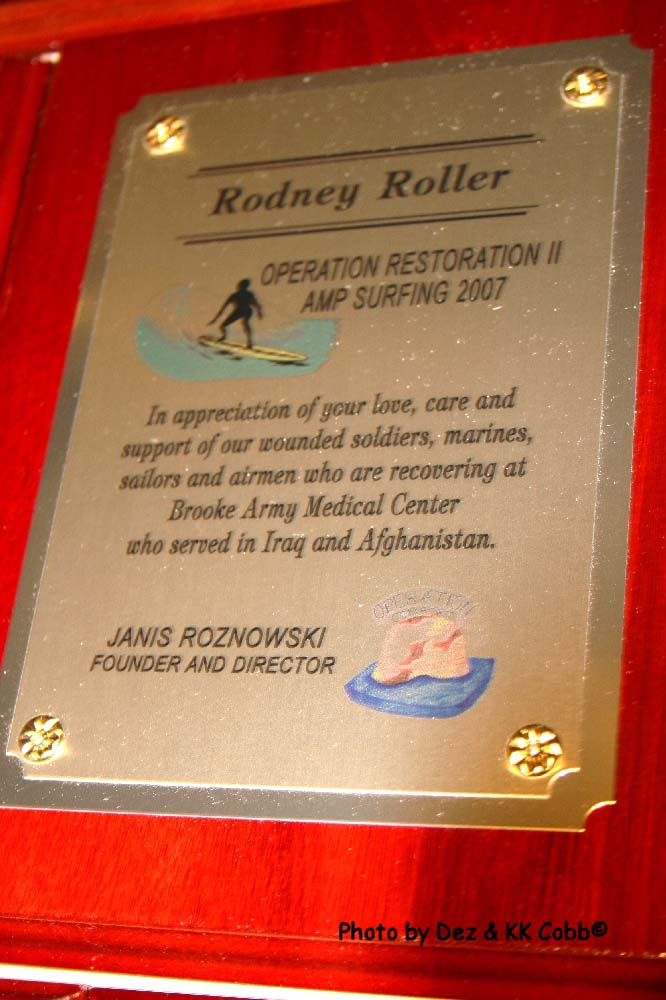 Rodney Roller
OPERATION RESTORATION II
AMP SURFING 2007
In appreciation of your love, care and
support of our wounded soldiers, marines,
sailors and airmen who are recovering at
Brooke Army Medical Center
who served in Iraq and Afghanistan.
OPERATION
JANIS ROZNOWSKI
FOUNDER AND DIRECTOR
Photo by Dez & KK Cobb©